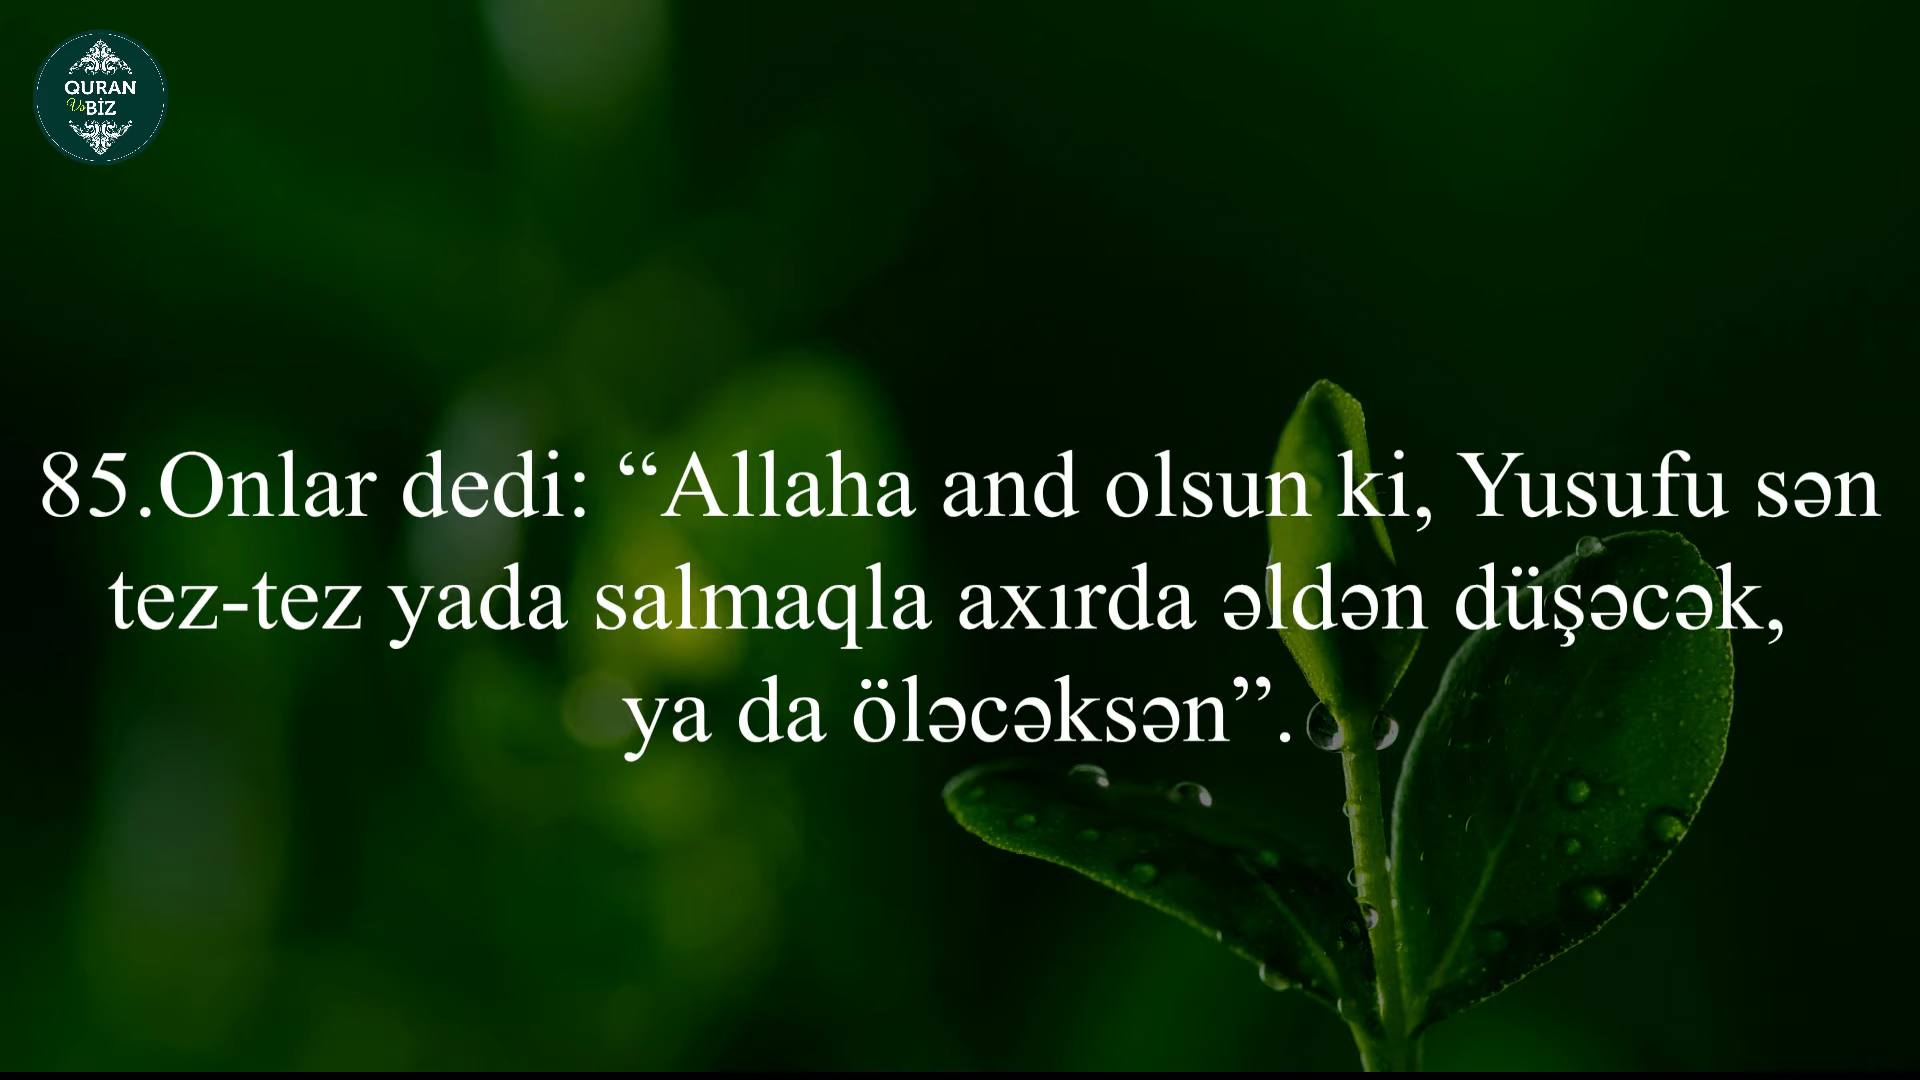 QURAN
Və BİZ
85.Onlar dedi: “Allaha and olsun ki, Yusufu sən
tez-tez yada salmaqla axırda əldən düşəcək,
ya da öləcəksən”.